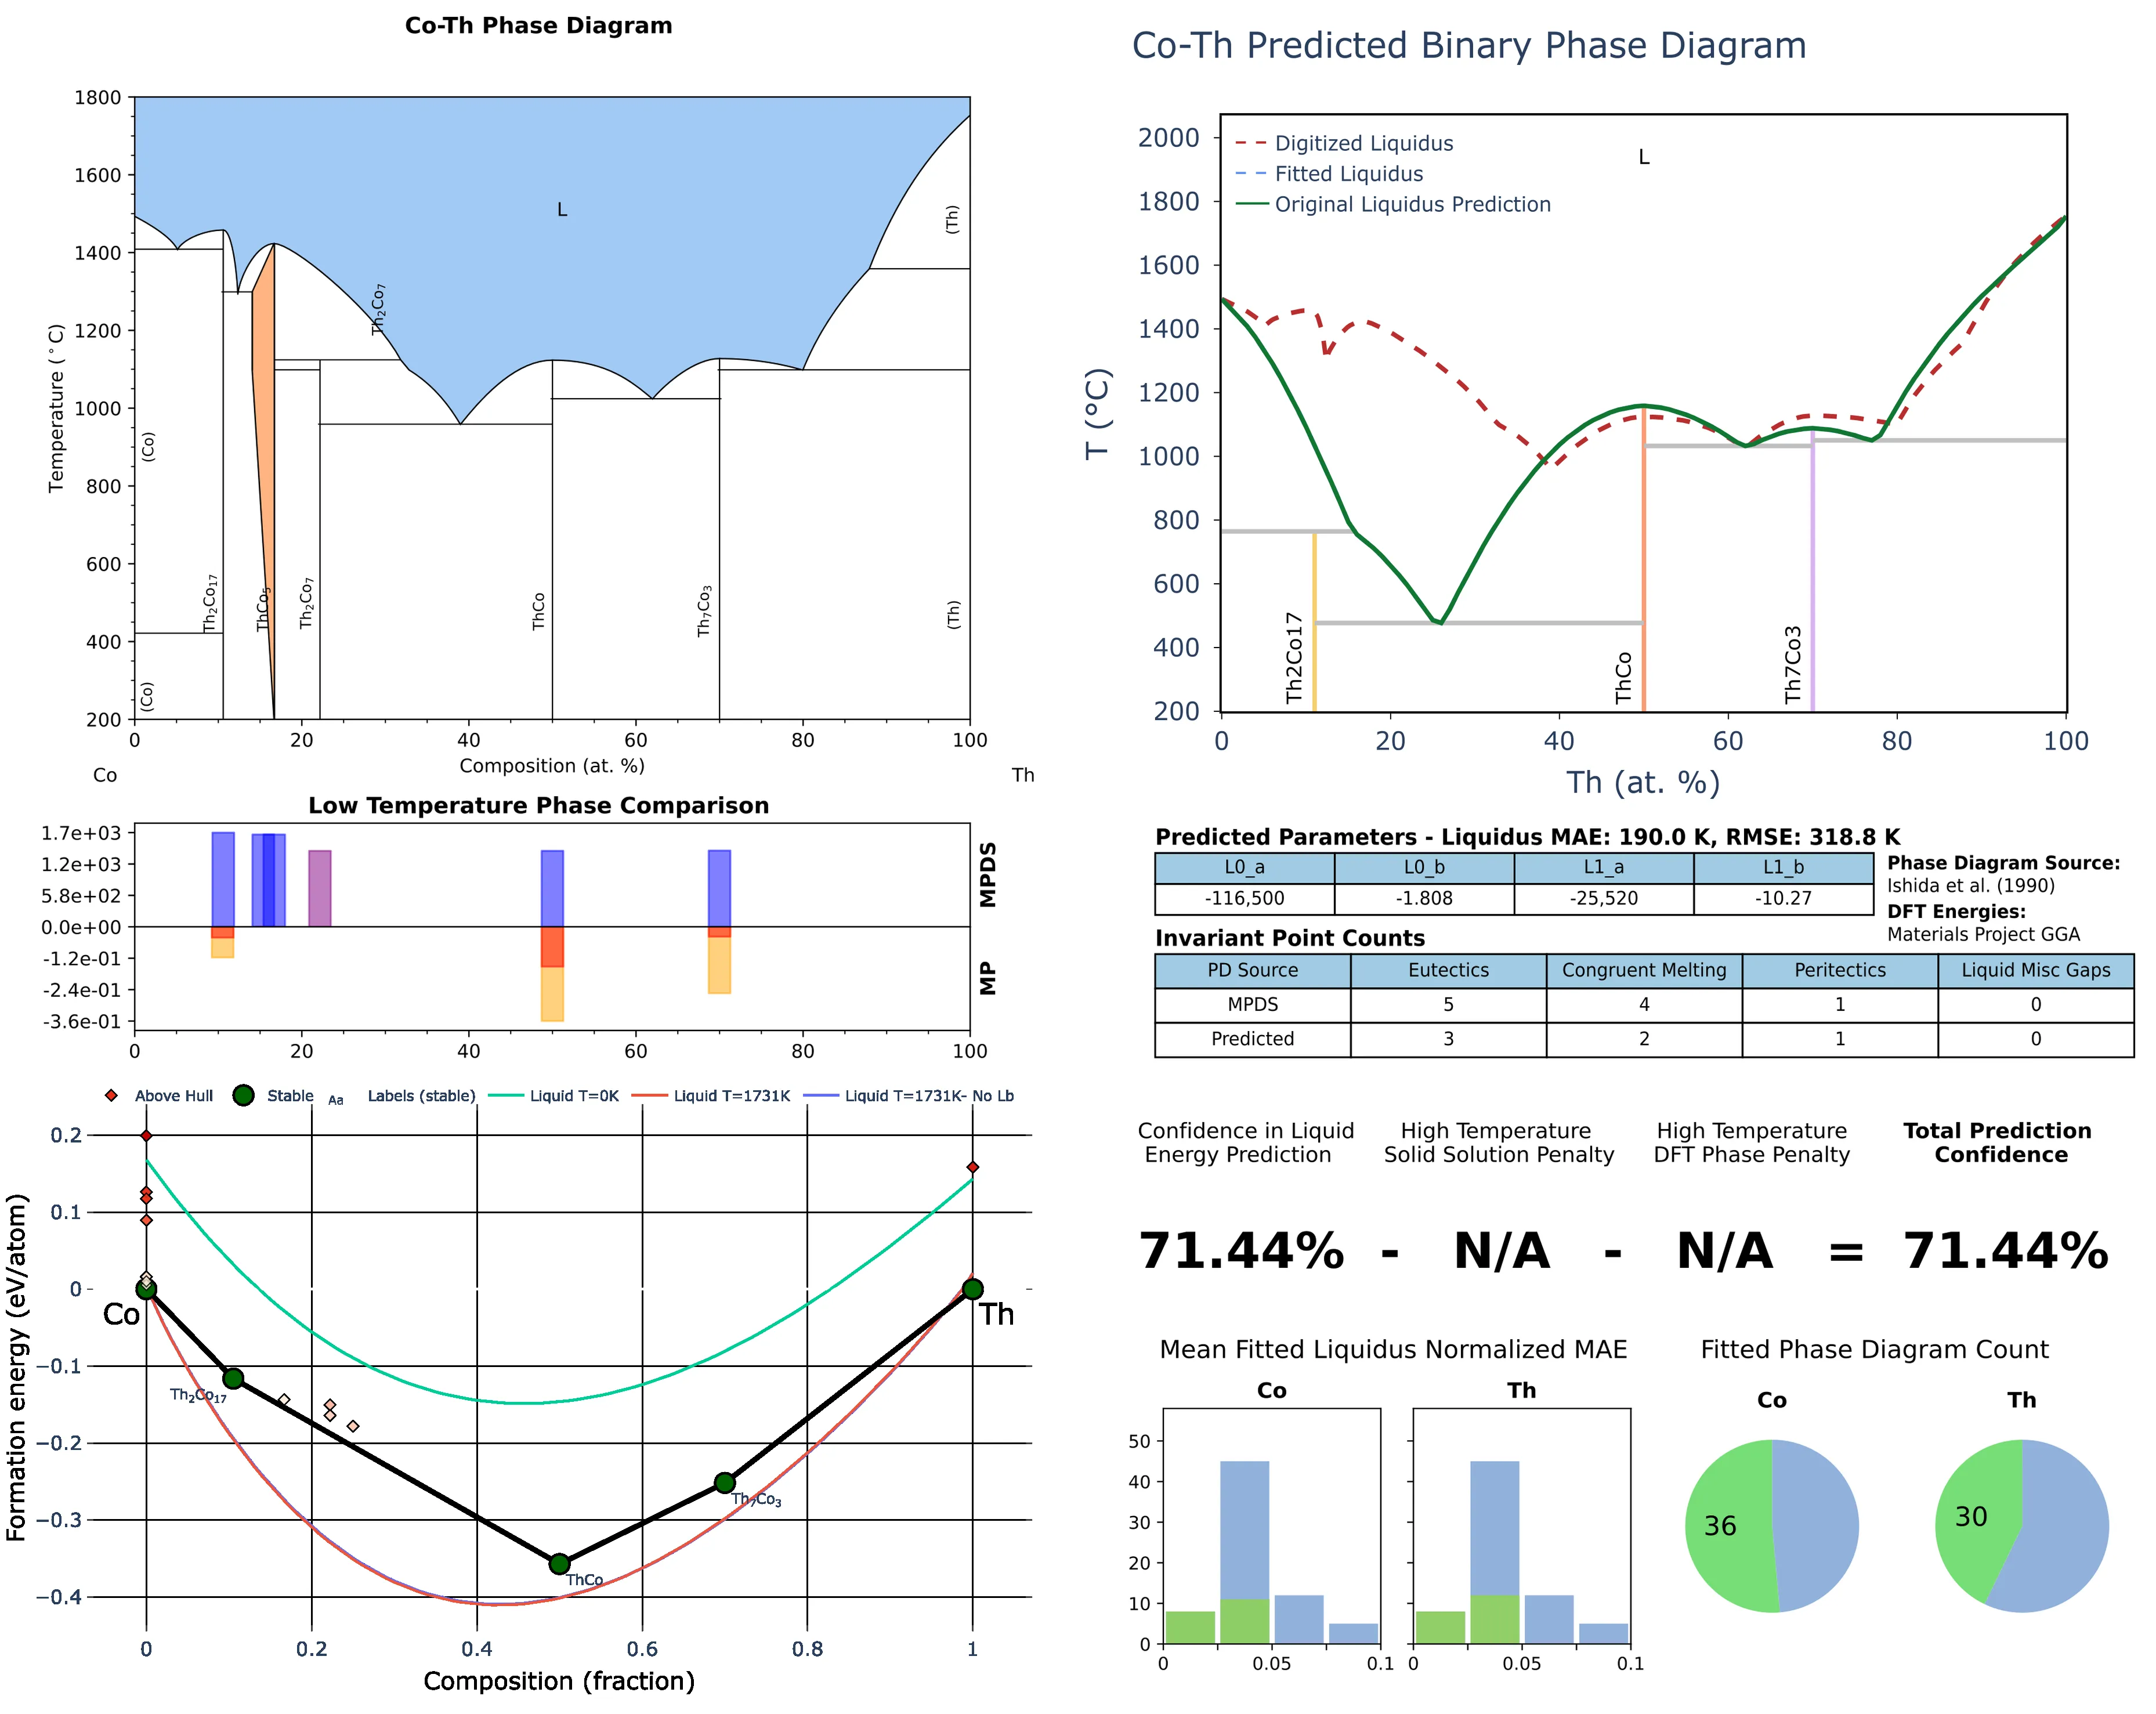 Co-Th Phase Diagram
1800
1600
1400
1200
1000
800
600
400
200
Temperature (°C)
L
(Th)
Th₂Co₇
(Co)
(Co)
Th₂Co₁₇
ThCo₅
Th₂Co₇
ThCo
Th₇Co₃
(Th)
0 20 40 60 80 100
Composition (at. %)
Co Th
Low Temperature Phase Comparison
1.7e+03
1.2e+03
5.8e+02
0.0e+00
-1.2e-01
-2.4e-01
-3.6e-01
MPDS
MP
0 20 40 60 80 100
Above Hull Stable Aa Labels (stable) Liquid T=0K Liquid T=1731K Liquid T=1731K- No Lb
0.2
0.1
0
−0.1
−0.2
−0.3
−0.4
Formation energy (eV/atom)
Co
Th
Th₂Co₁₇
Th₇Co₃
ThCo
0 0.2 0.4 0.6 0.8 1
Composition (fraction)
Co-Th Predicted Binary Phase Diagram
2000
1800
1600
1400
1200
1000
800
600
400
200
T (°C)
Digitized Liquidus
Fitted Liquidus
Original Liquidus Prediction
L
Th2Co17
ThCo
Th7Co3
0 20 40 60 80 100
Th (at. %)
Predicted Parameters - Liquidus MAE: 190.0 K, RMSE: 318.8 K
L0_a L0_b L1_a L1_b
-116,500 -1.808 -25,520 -10.27
Phase Diagram Source:
Ishida et al. (1990)
DFT Energies:
Materials Project GGA
Invariant Point Counts
PD Source Eutectics Congruent Melting Peritectics Liquid Misc Gaps
MPDS 5 4 1 0
Predicted 3 2 1 0
Confidence in Liquid
Energy Prediction
High Temperature
Solid Solution Penalty
High Temperature
DFT Phase Penalty
Total Prediction
Confidence
71.44% - N/A - N/A = 71.44%
Mean Fitted Liquidus Normalized MAE
Co Th
50
40
30
20
10
0
0 0.05 0.1
0 0.05 0.1
Fitted Phase Diagram Count
Co Th
36 30